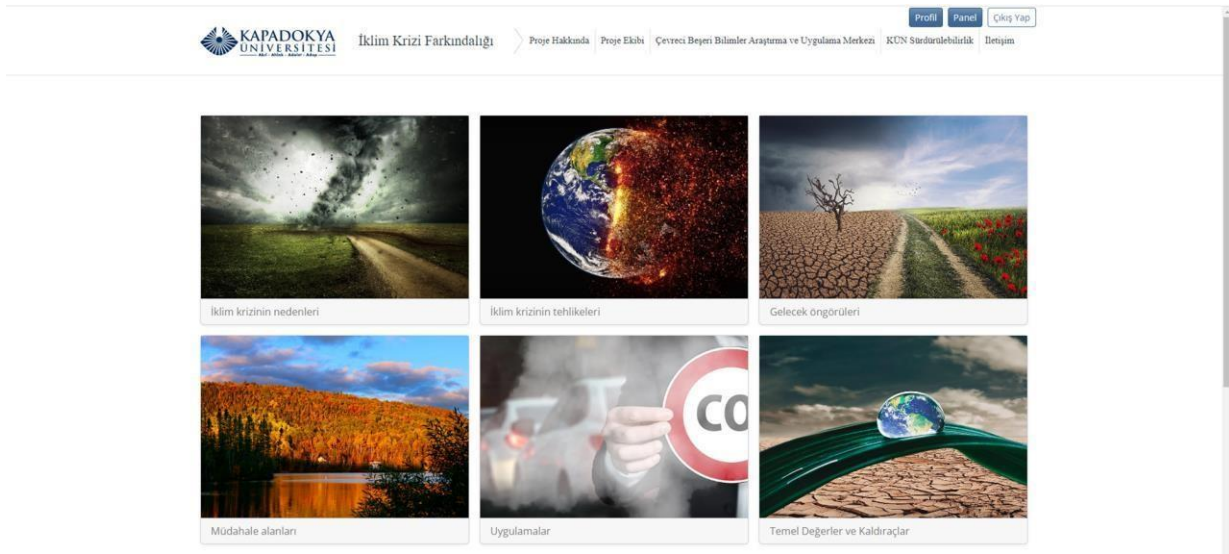 Profil Panel Çıkış Yap
KAPADOKYA
ÜNİVERSİTESİ
İklim Krizi Farkındalığı
Proje Hakkında Proje Ekibi Çevreci Beşeri Bilimler Araştırma ve Uygulama Merkezi KÜN Sürdürülebilirlik İletişim
İklim krizinin nedenleri
İklim krizinin tehlikeleri
Gelecek öngörüleri
CO
Müdahale alanları
Uygulamalar
Temel Değerler ve Kaldıraçlar